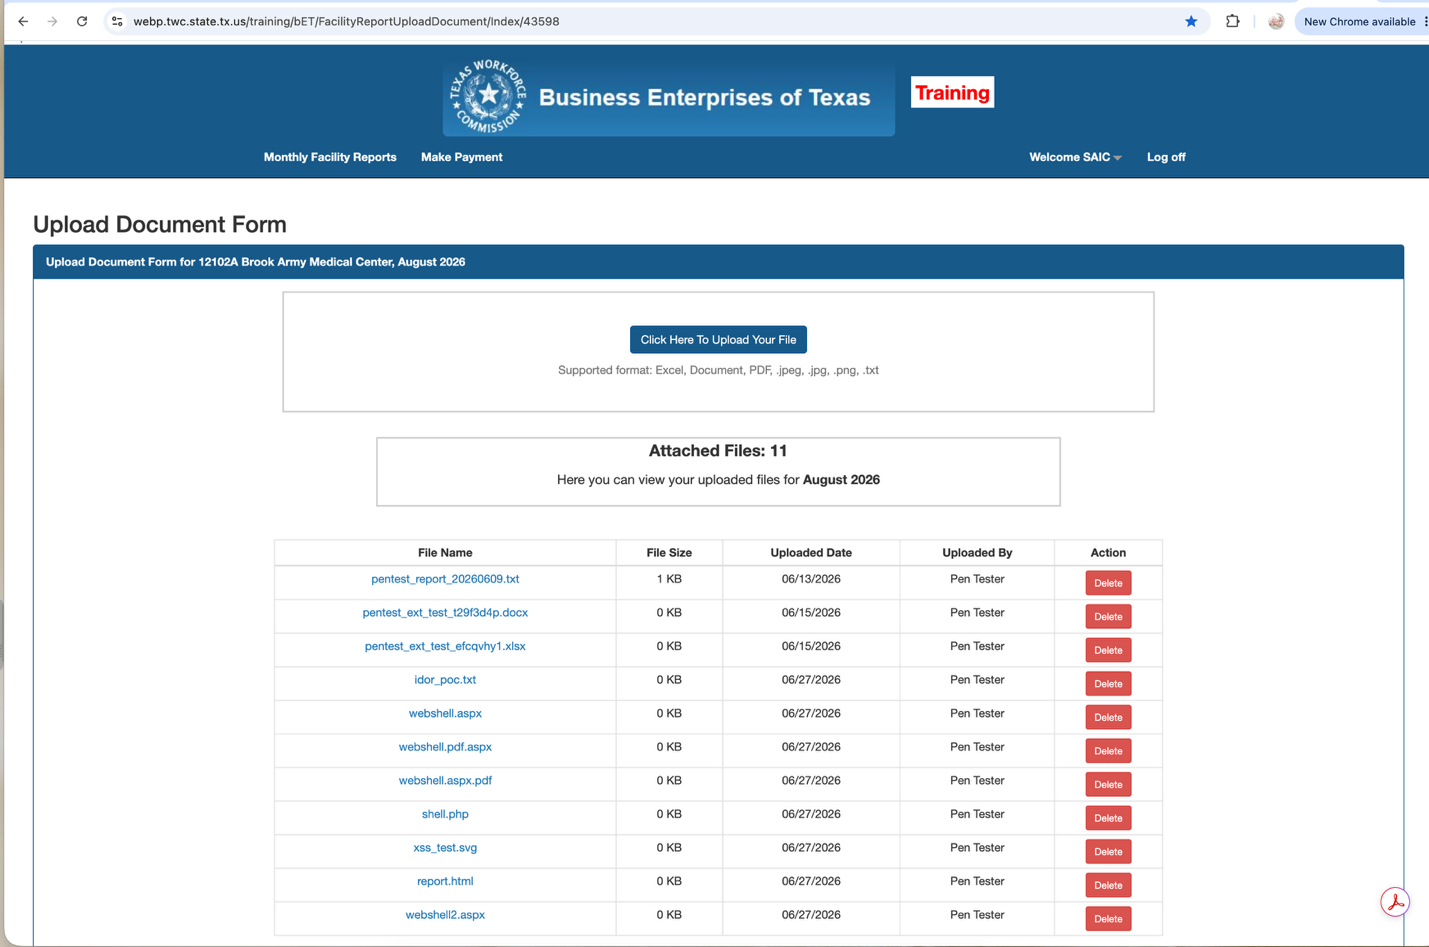 webp.twc.state.tx.us/training/bET/FacilityReportUploadDocument/Index/43598
New Chrome available
TEXAS WORKFORCE COMMISSION
Business Enterprises of Texas
Training
Monthly Facility Reports Make Payment Welcome SAIC Log off
Upload Document Form
Upload Document Form for 12102A Brook Army Medical Center, August 2026
Click Here To Upload Your File
Supported format: Excel, Document, PDF, .jpeg, .jpg, .png, .txt
Attached Files: 11
Here you can view your uploaded files for August 2026
File Name File Size Uploaded Date Uploaded By Action
pentest_report_20260609.txt 1 KB 06/13/2026 Pen Tester Delete
pentest_ext_test_t29f3d4p.docx 0 KB 06/15/2026 Pen Tester Delete
pentest_ext_test_efcqvhy1.xlsx 0 KB 06/15/2026 Pen Tester Delete
idor_poc.txt 0 KB 06/27/2026 Pen Tester Delete
webshell.aspx 0 KB 06/27/2026 Pen Tester Delete
webshell.pdf.aspx 0 KB 06/27/2026 Pen Tester Delete
webshell.aspx.pdf 0 KB 06/27/2026 Pen Tester Delete
shell.php 0 KB 06/27/2026 Pen Tester Delete
xss_test.svg 0 KB 06/27/2026 Pen Tester Delete
report.html 0 KB 06/27/2026 Pen Tester Delete
webshell2.aspx 0 KB 06/27/2026 Pen Tester Delete